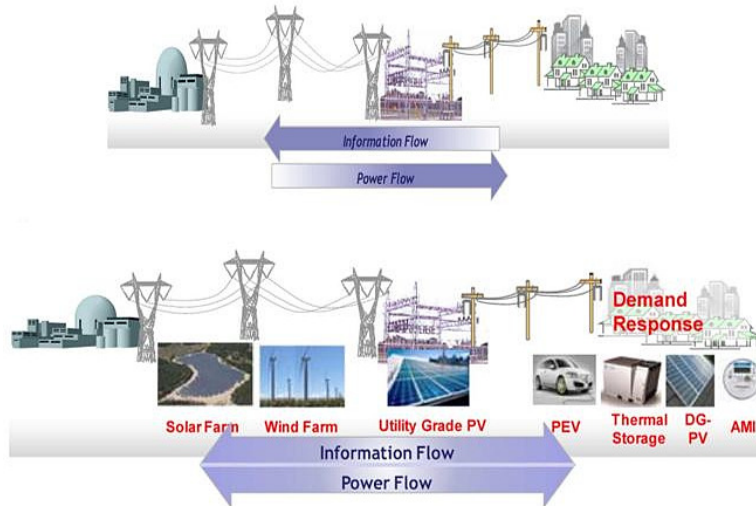 Information Flow
Power Flow
Demand
Response
Solar Farm
Wind Farm
Utility Grade PV
PEV
Thermal
Storage
DG-
PV
AMI
Information Flow
Power Flow